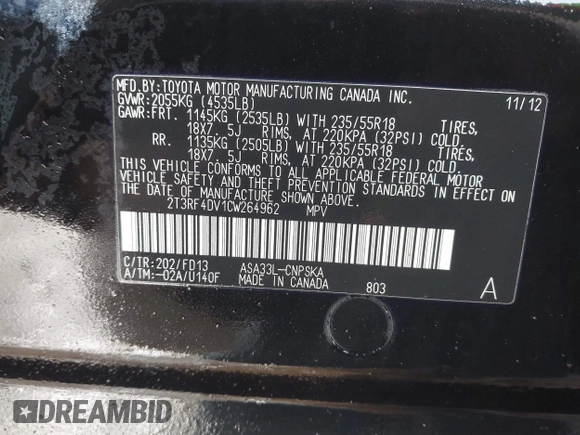 MFD.BY:TOYOTA MOTOR MANUFACTURING CANADA INC.
GVWR:2055KG (4535LB) 11/12
GAWR:FRT. 1145KG (2535LB) WITH 235/55R18 TIRES,
18X7. 5J RIMS, AT 220KPA (32PSI) COLD.
RR. 1135KG (2505LB) WITH 235/55R18 TIRES,
18X7. 5J RIMS, AT 220KPA (32PSI) COLD.
THIS VEHICLE CONFORMS TO ALL APPLICABLE FEDERAL MOTOR
VEHICLE SAFETY AND THEFT PREVENTION STANDARDS IN EFFECT ON
THE DATE OF MANUFACTURE SHOWN ABOVE.
2T3RF4DV1CW264962 MPV
C/TR:202/FD13 ASA33L-CNPSKA
A/TM:-02A/U140F MADE IN CANADA 803 A
DREAMBID